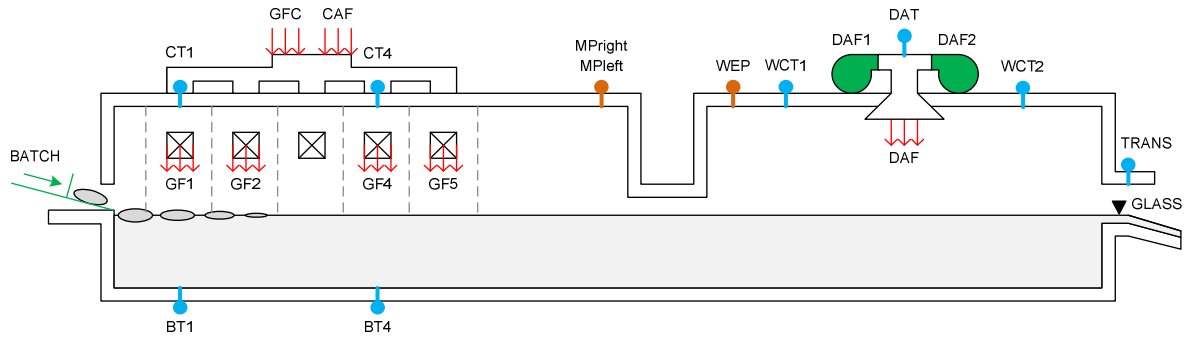 GFC
CAF
CT1
CT4
MPright
MPleft
WEP
WCT1
DAF1
DAT
DAF2
WCT2
BATCH
GF1
GF2
GF4
GF5
DAF
TRANS
GLASS
BT1
BT4